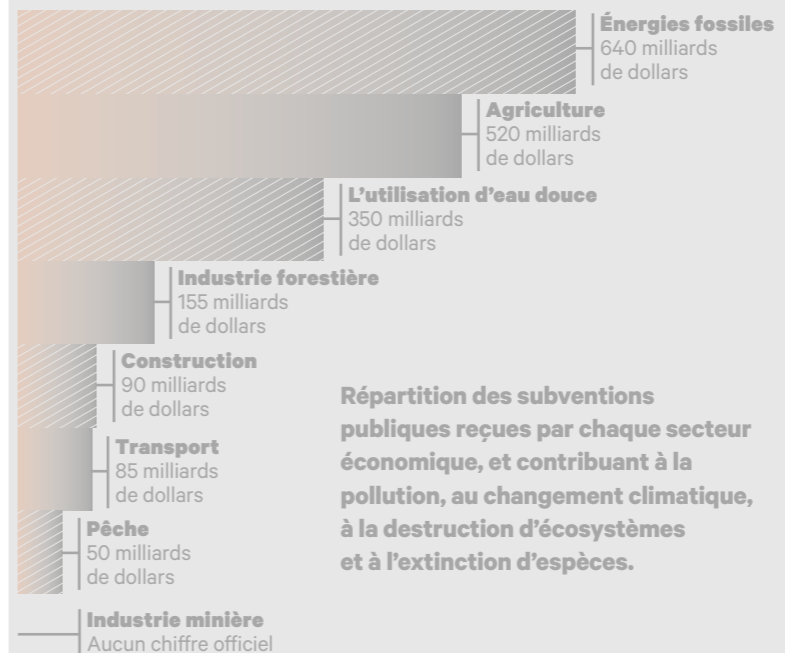 Énergies fossiles
640 milliards
de dollars
Agriculture
520 milliards
de dollars
L’utilisation d’eau douce
350 milliards
de dollars
Industrie forestière
155 milliards
de dollars
Construction
90 milliards
de dollars
Transport
85 milliards
de dollars
Pêche
50 milliards
de dollars
Industrie minière
Aucun chiffre officiel
Répartition des subventions
publiques reçues par chaque secteur
économique, et contribuant à la
pollution, au changement climatique,
à la destruction d’écosystèmes
et à l’extinction d’espèces.